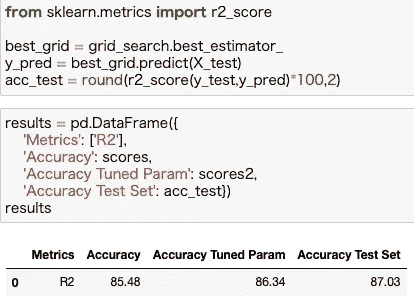 from sklearn.metrics import r2_score
best_grid = grid_search.best_estimator_
y_pred = best_grid.predict(X_test)
acc_test = round(r2_score(y_test,y_pred)*100,2)
results = pd.DataFrame({
'Metrics': ['R2'],
'Accuracy': scores,
'Accuracy Tuned Param': scores2,
'Accuracy Test Set': acc_test})
results
Metrics Accuracy Accuracy Tuned Param Accuracy Test Set
0 R2 85.48 86.34 87.03